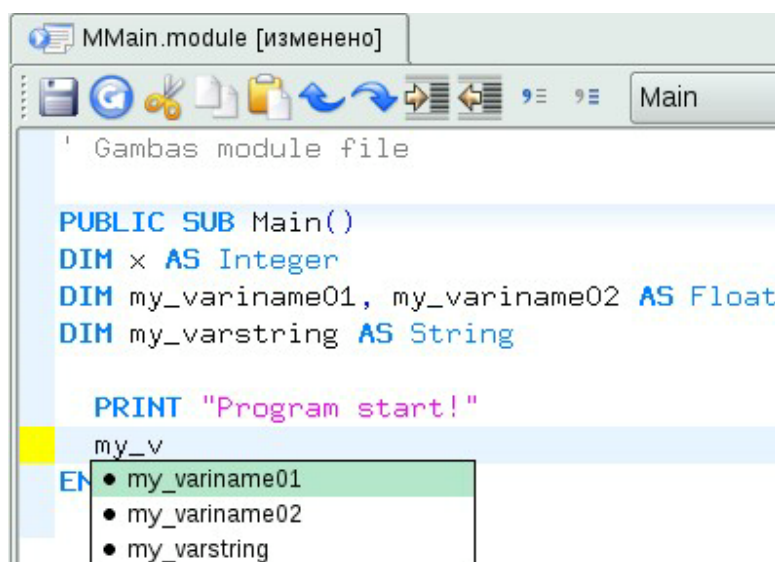 MMain.module [изменено]
Main
' Gambas module file
PUBLIC SUB Main()
DIM x AS Integer
DIM my_variname01, my_variname02 AS Float
DIM my_varstring AS String
PRINT "Program start!"
my_v
EN
my_variname01
my_variname02
my_varstring